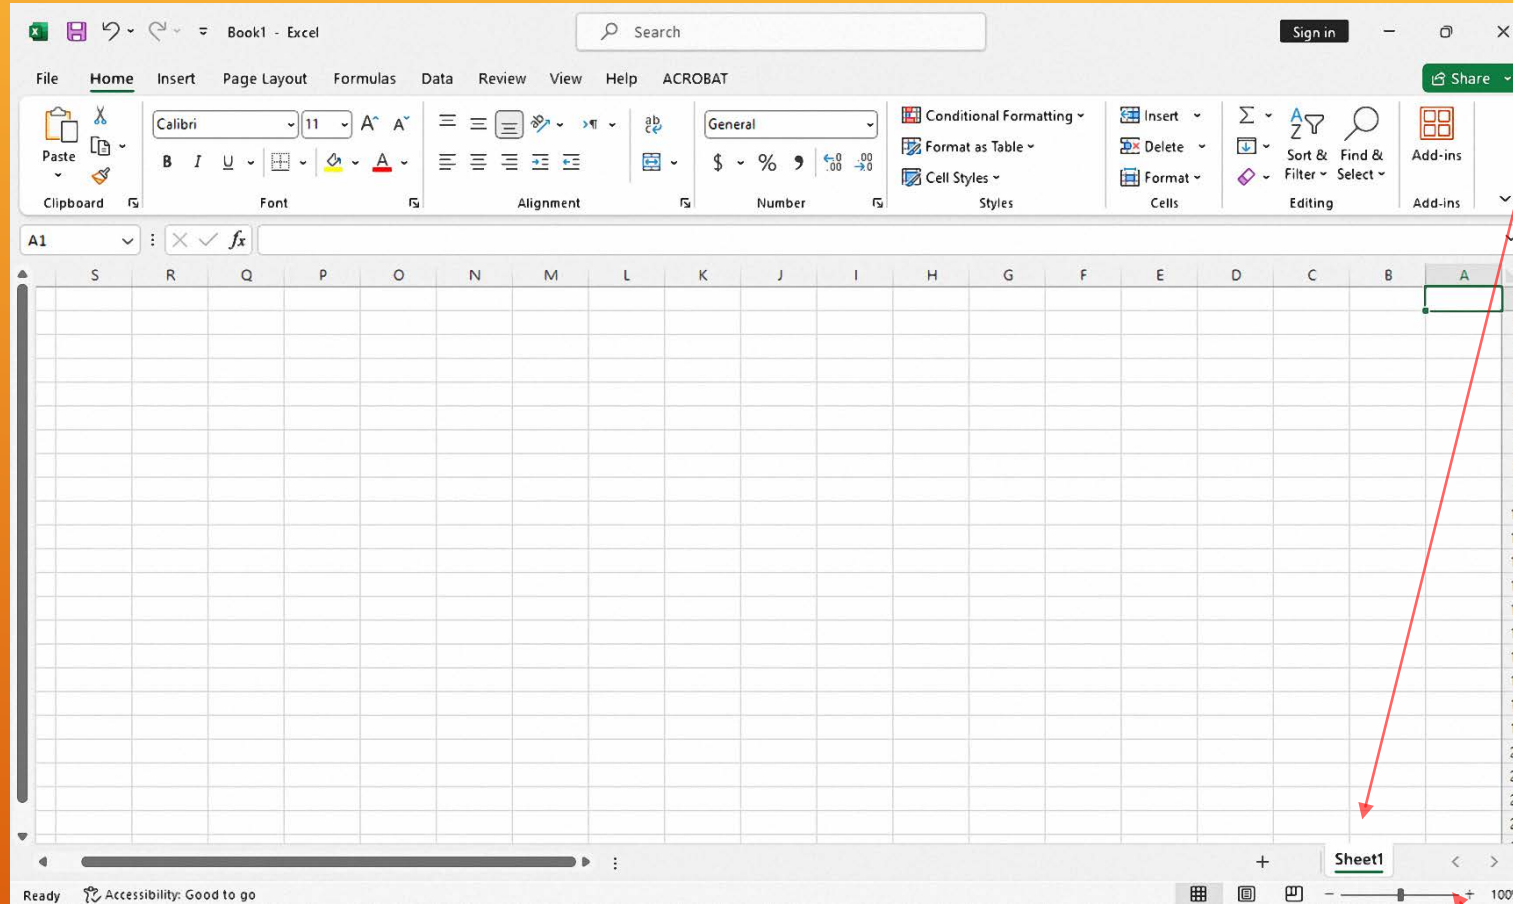 Book1 - Excel
Search
Sign in
File Home Insert Page Layout Formulas Data Review View Help ACROBAT
Share
Calibri 11 General
Conditional Formatting
Format as Table
Cell Styles
Insert
Delete
Format
Paste
B I U A
$ % 9
Sort & Filter
Find & Select
Add-ins
Clipboard Font Alignment Number Styles Cells Editing Add-ins
A1 fx
S R Q P O N M L K J I H G F E D C B A
Sheet1
Ready Accessibility: Good to go 100%